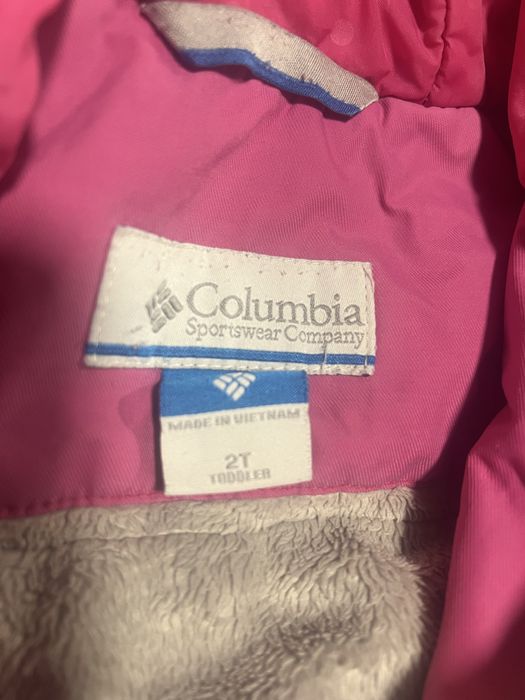 Columbia
Sportswear Company
MADE IN VIETNAM
2T
TODDLER